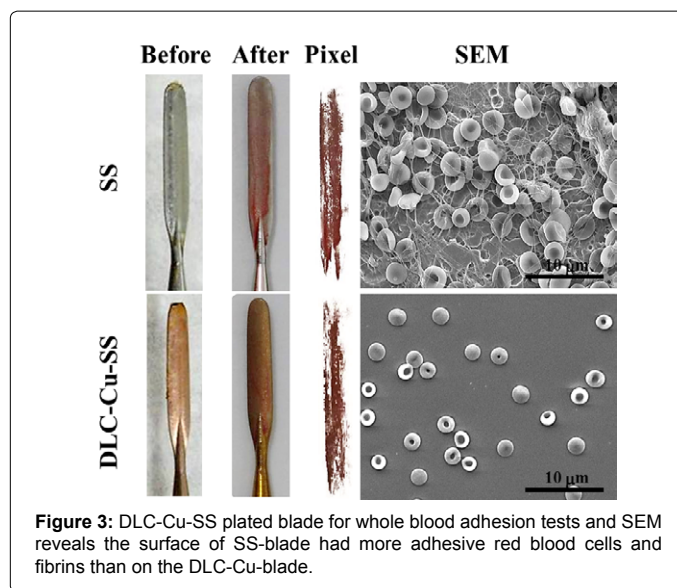 Before After Pixel SEM
SS
10 μm
DLC-Cu-SS
10 μm
Figure 3: DLC-Cu-SS plated blade for whole blood adhesion tests and SEM
reveals the surface of SS-blade had more adhesive red blood cells and
fibrins than on the DLC-Cu-blade.